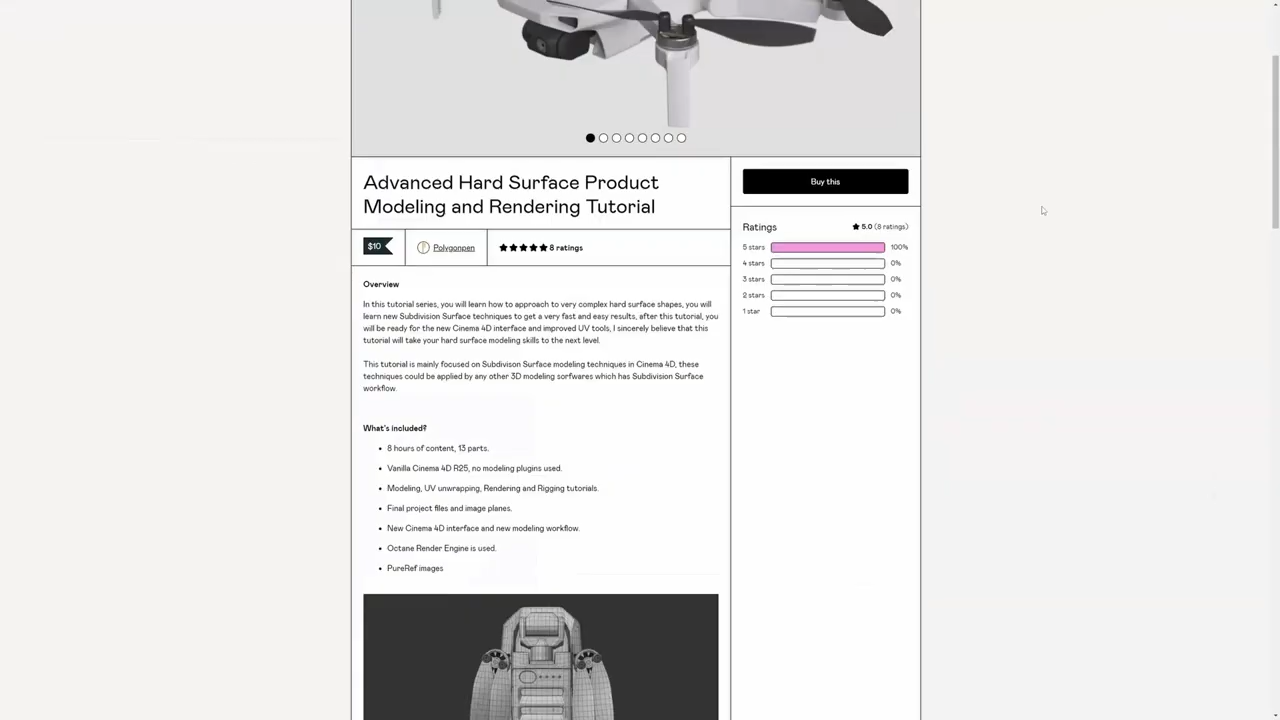 Advanced Hard Surface Product
Modeling and Rendering Tutorial
$10
Polygonpen
8 ratings
Overview
In this tutorial series, you will learn how to approach to very complex hard surface shapes, you will
learn new Subdivision Surface techniques to get a very fast and easy results, after this tutorial, you
will be ready for the new Cinema 4D interface and improved UV tools, I sincerely believe that this
tutorial will take your hard surface modeling skills to the next level.
This tutorial is mainly focused on Subdivison Surface modeling techniques in Cinema 4D, these
techniques could be applied by any other 3D modeling sorfwares which has Subdivision Surface
workflow.
What's included?
• 8 hours of content, 13 parts.
• Vanilla Cinema 4D R25, no modeling plugins used.
• Modeling, UV unwrapping, Rendering and Rigging tutorials.
• Final project files and image planes.
• New Cinema 4D interface and new modeling workflow.
• Octane Render Engine is used.
• PureRef images
Buy this
Ratings 5.0 (8 ratings)
5 stars 100%
4 stars 0%
3 stars 0%
2 stars 0%
1 star 0%